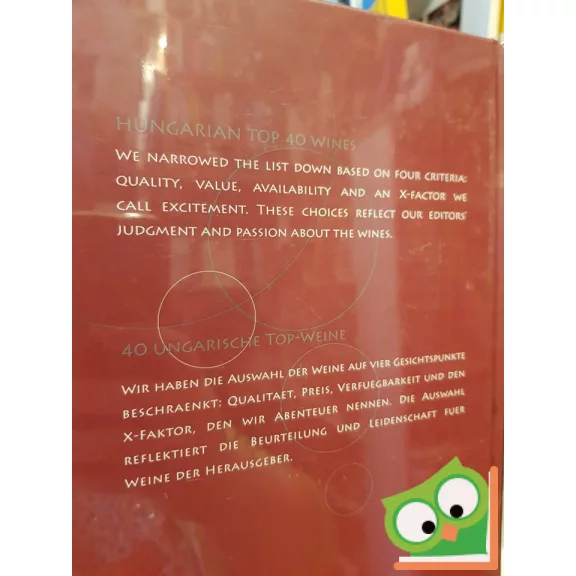 HUNGARIAN TOP 40 WINES
WE NARROWED THE LIST DOWN BASED ON FOUR CRITERIA:
QUALITY, VALUE, AVAILABILITY AND AN X-FACTOR WE
CALL EXCITEMENT. THESE CHOICES REFLECT OUR EDITORS'
JUDGMENT AND PASSION ABOUT THE WINES.
40 UNGARISCHE TOP-WEINE
WIR HABEN DIE AUSWAHL DER WEINE AUF VIER GESICHTSPUNKTE
BESCHRAENKT: QUALITAET, PREIS, VERFUEGBARKEIT UND DEN
X-FAKTOR, DEN WIR ABENTEUER NENNEN. DIE AUSWAHL
REFLEKTIERT DIE BEURTEILUNG UND LEIDENSCHAFT FUER
WEINE DER HERAUSGEBER.